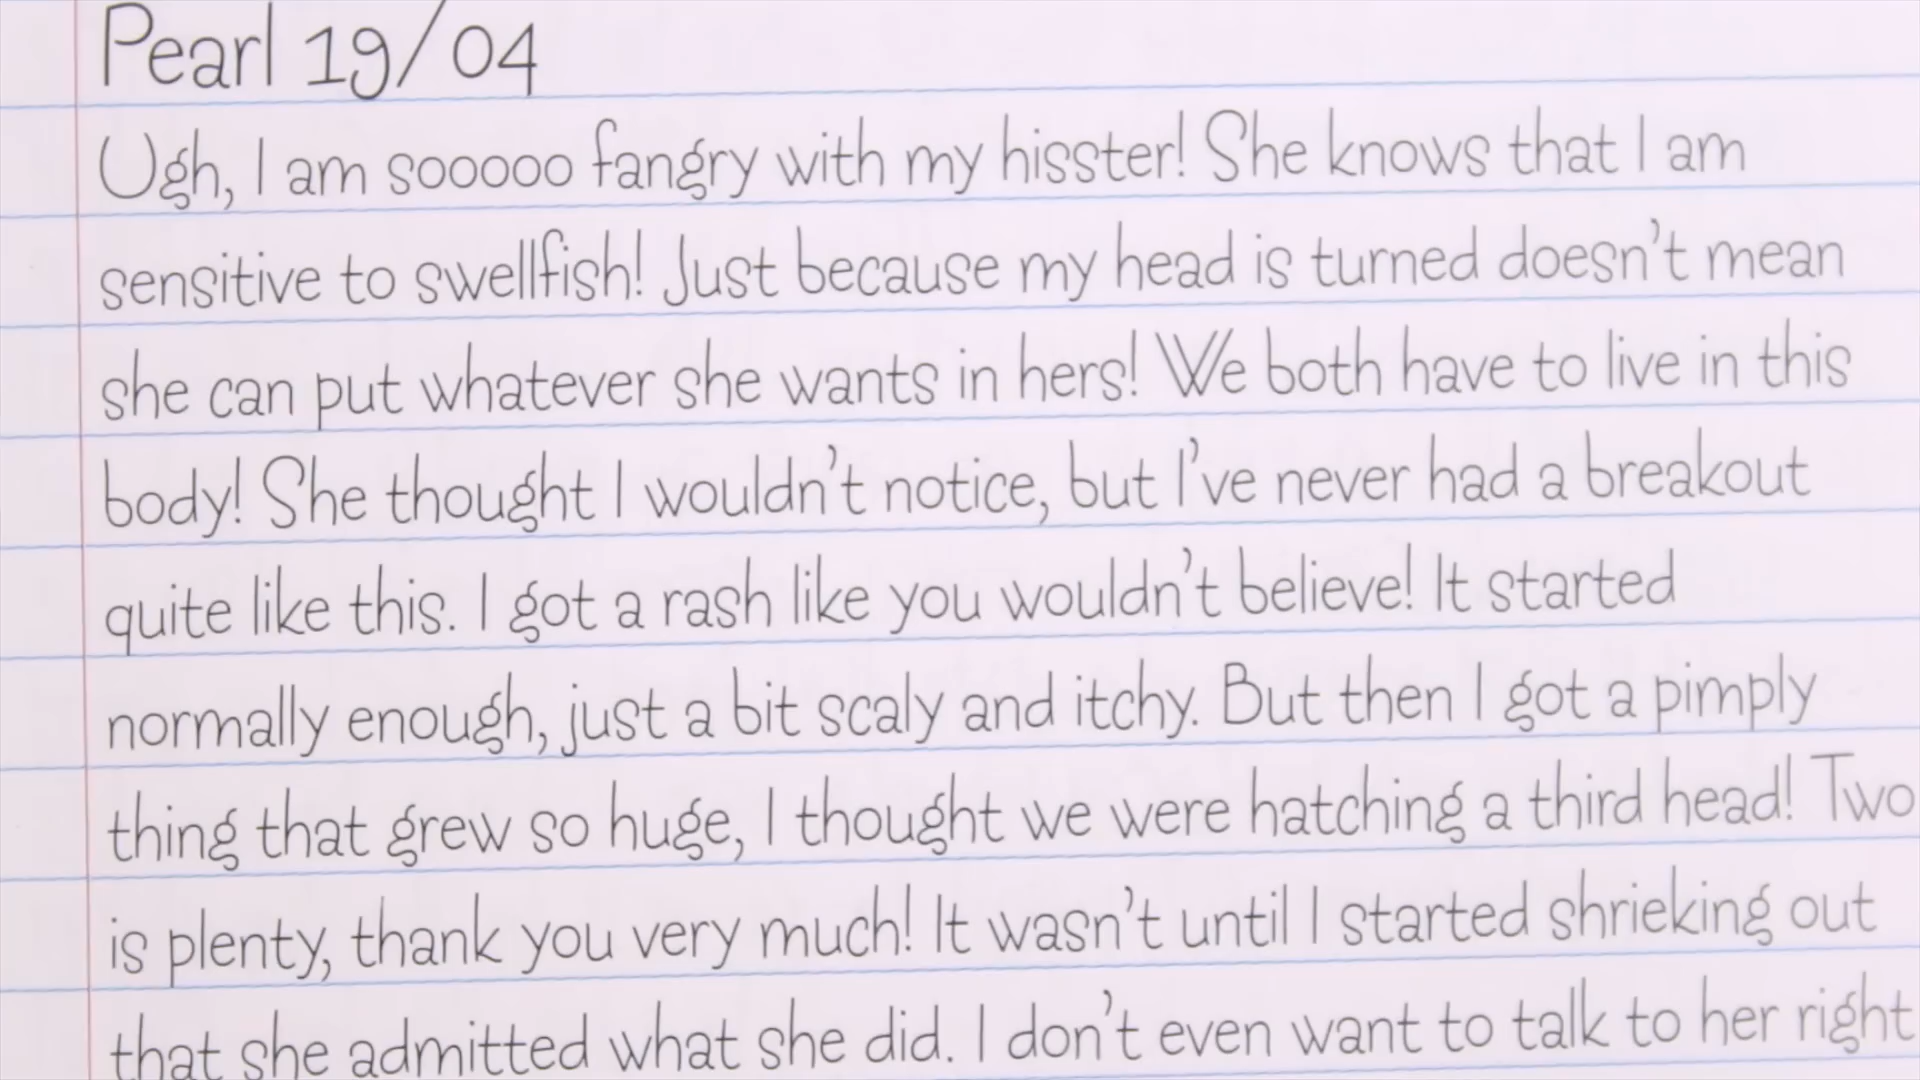 Pearl 19/04
Ugh, I am sooooo fangry with my hisster! She knows that I am
sensitive to swellfish! Just because my head is turned doesn't mean
she can put whatever she wants in hers! We both have to live in this
body! She thought I wouldn't notice, but I've never had a breakout
quite like this. I got a rash like you wouldn't believe! It started
normally enough, just a bit scaly and itchy. But then I got a pimply
thing that grew so huge, I thought we were hatching a third head! Two
is plenty, thank you very much! It wasn't until I started shrieking out
that she admitted what she did. I don't even want to talk to her right